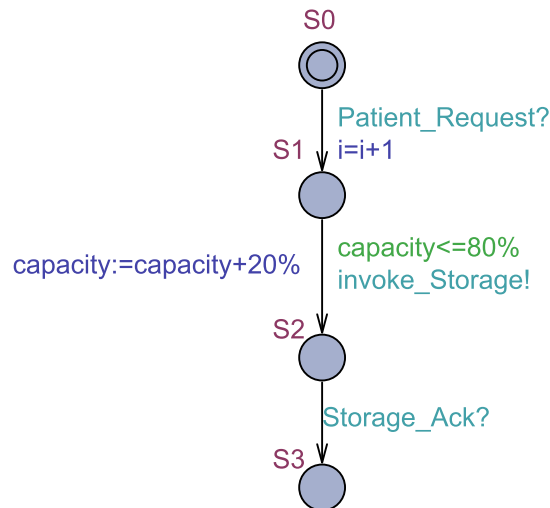 S0
Patient_Request?
S1
i=i+1
capacity<=80%
capacity:=capacity+20%
invoke_Storage!
S2
Storage_Ack?
S3